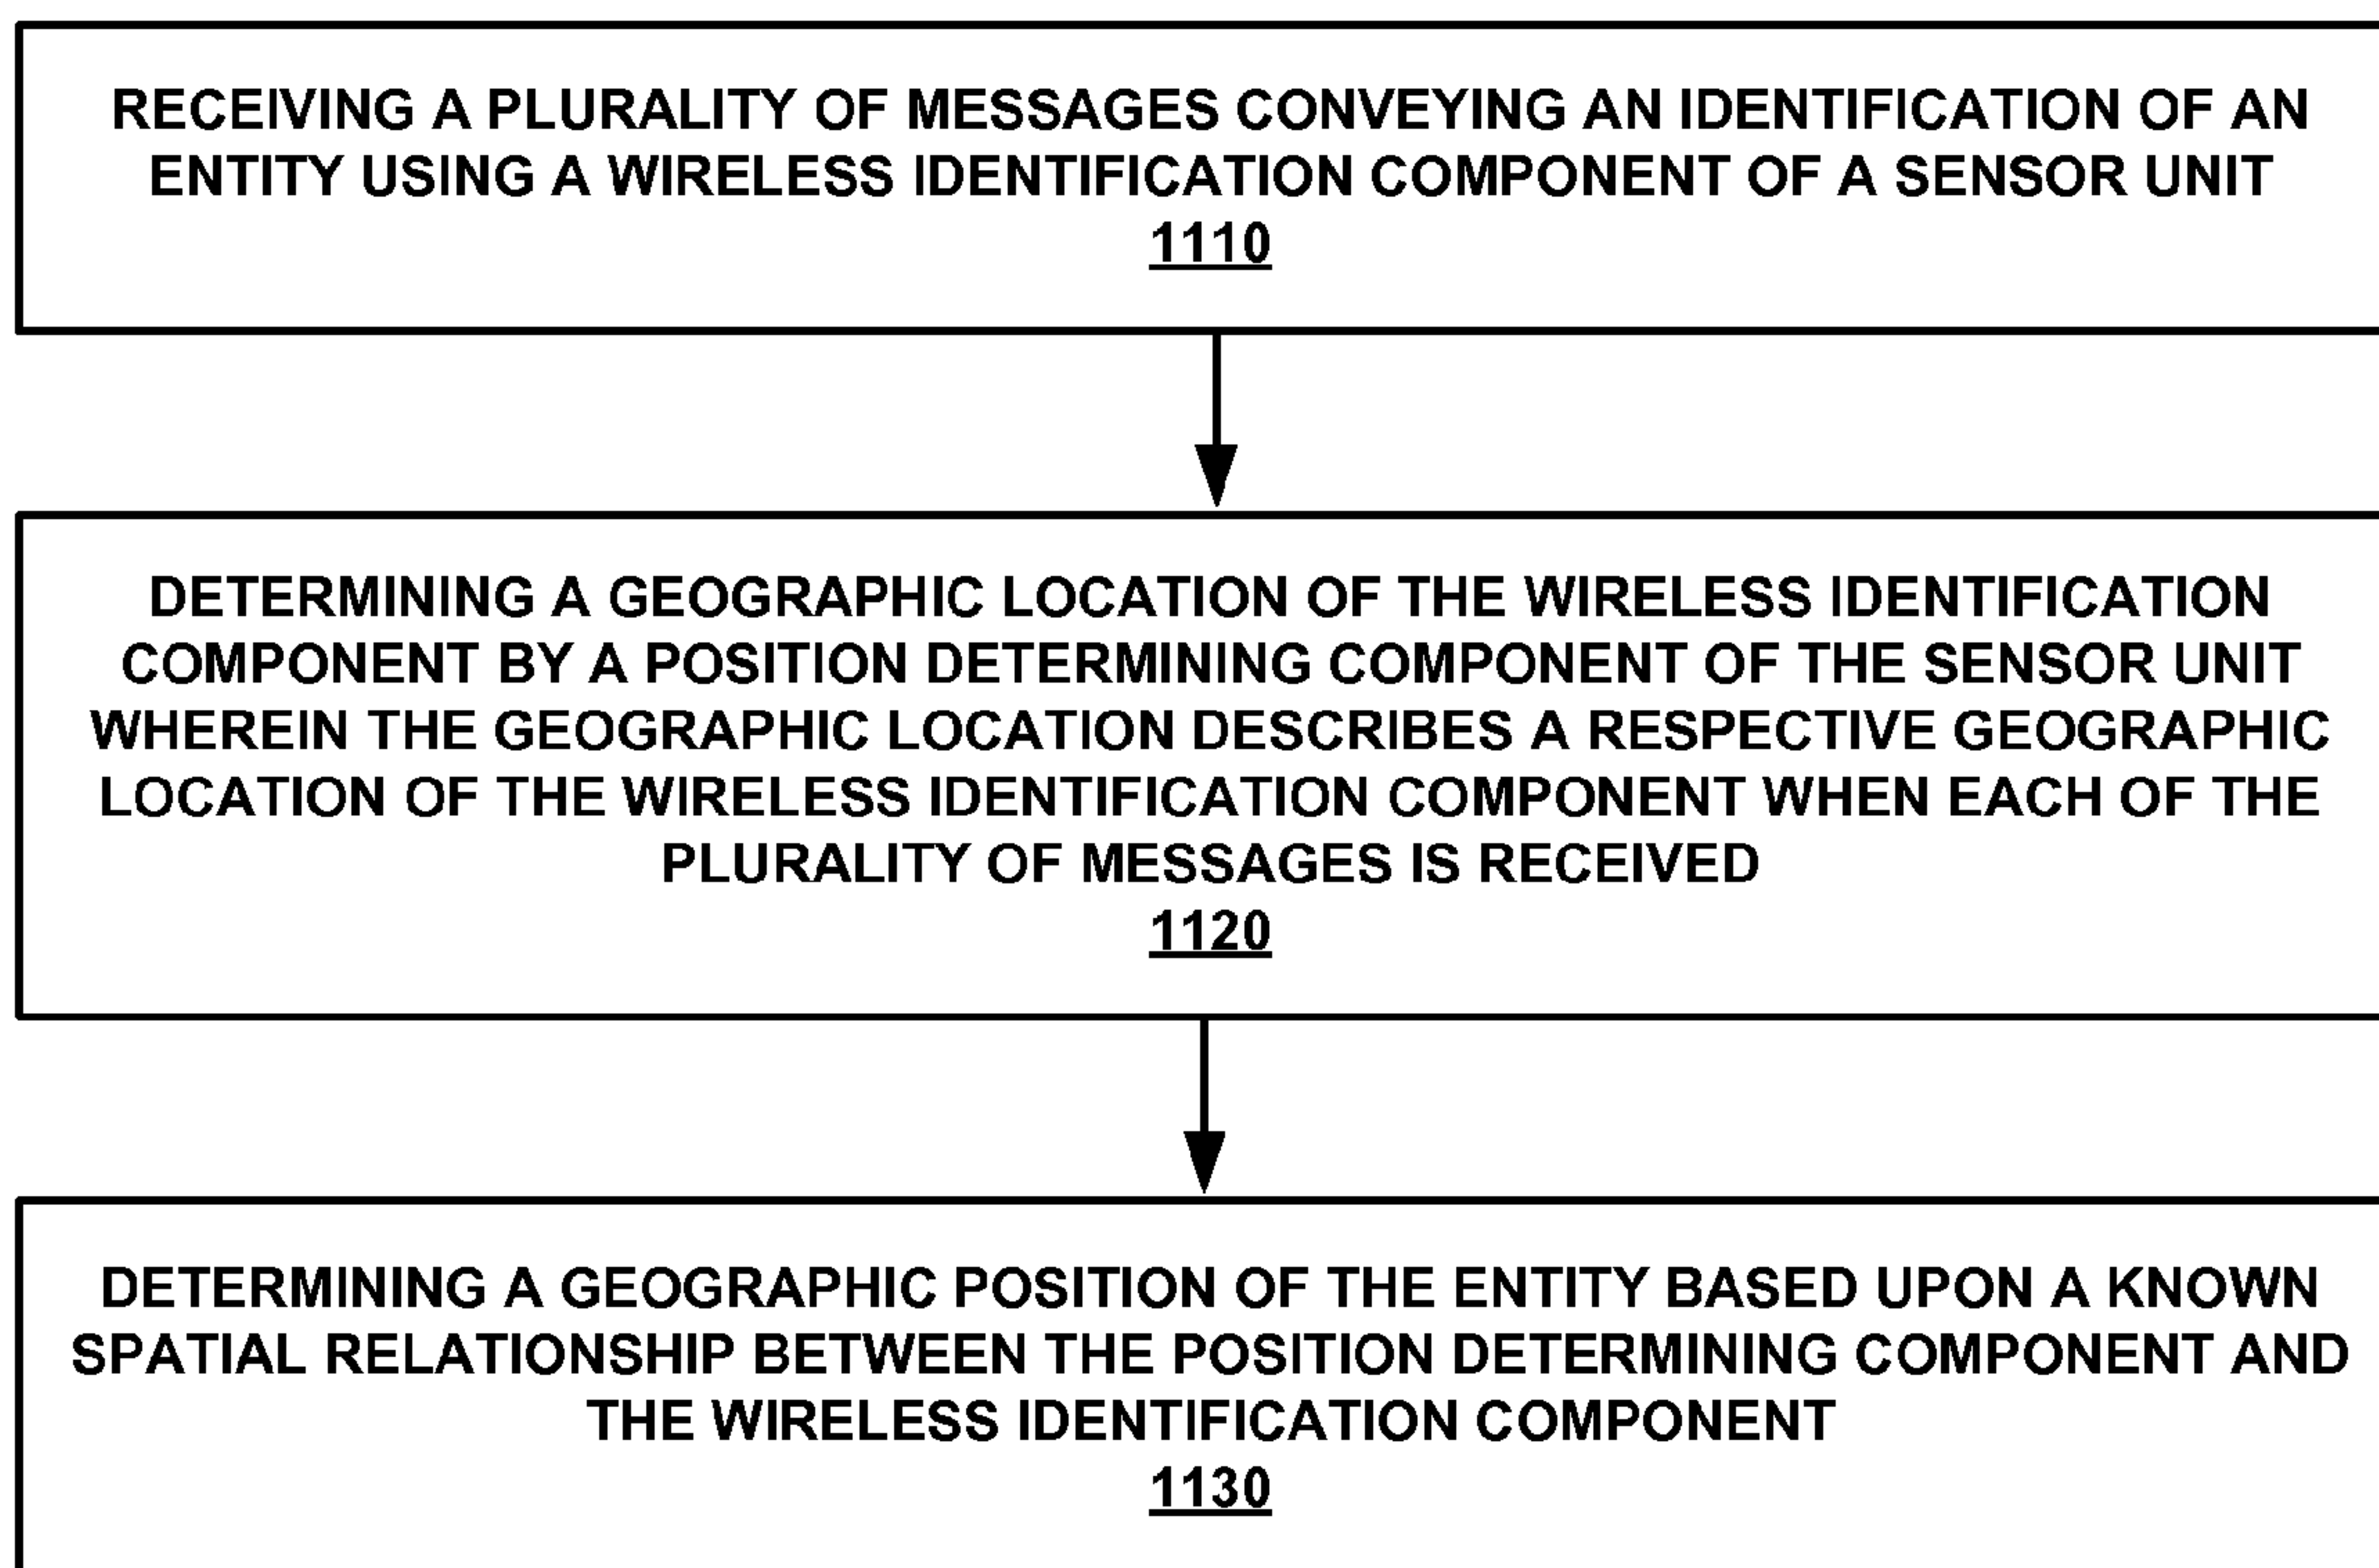 RECEIVING A PLURALITY OF MESSAGES CONVEYING AN IDENTIFICATION OF AN
ENTITY USING A WIRELESS IDENTIFICATION COMPONENT OF A SENSOR UNIT
1110
DETERMINING A GEOGRAPHIC LOCATION OF THE WIRELESS IDENTIFICATION
COMPONENT BY A POSITION DETERMINING COMPONENT OF THE SENSOR UNIT
WHEREIN THE GEOGRAPHIC LOCATION DESCRIBES A RESPECTIVE GEOGRAPHIC
LOCATION OF THE WIRELESS IDENTIFICATION COMPONENT WHEN EACH OF THE
PLURALITY OF MESSAGES IS RECEIVED
1120
DETERMINING A GEOGRAPHIC POSITION OF THE ENTITY BASED UPON A KNOWN
SPATIAL RELATIONSHIP BETWEEN THE POSITION DETERMINING COMPONENT AND
THE WIRELESS IDENTIFICATION COMPONENT
1130